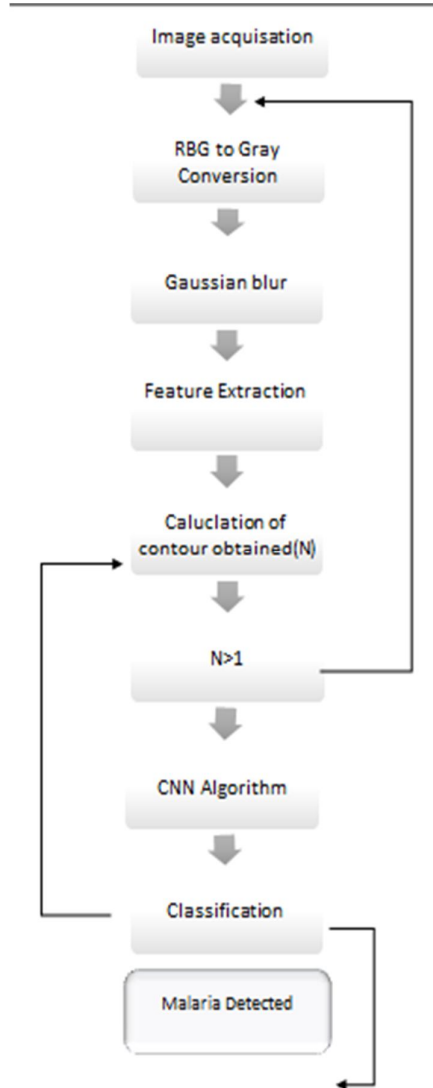 Image acquisation
RBG to Gray
Conversion
Gaussian blur
Feature Extraction
Caluclation of
contour obtained(N)
N>1
CNN Algorithm
Classification
Malaria Detected